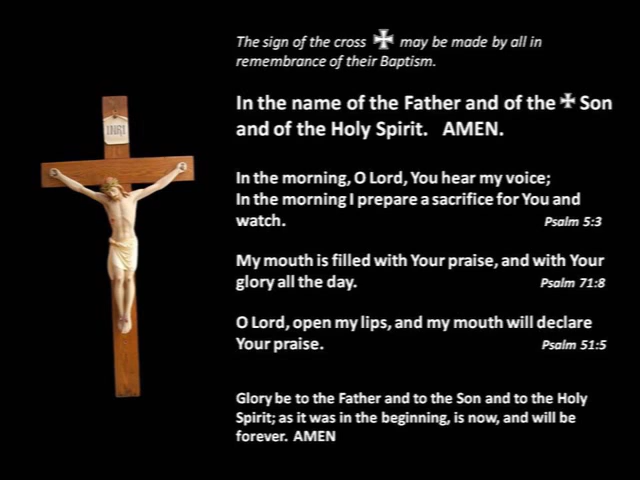 INRI
The sign of the cross ✠ may be made by all in
remembrance of their Baptism.
In the name of the Father and of the ✠ Son
and of the Holy Spirit. AMEN.
In the morning, O Lord, You hear my voice;
In the morning I prepare a sacrifice for You and
watch. Psalm 5:3
My mouth is filled with Your praise, and with Your
glory all the day. Psalm 71:8
O Lord, open my lips, and my mouth will declare
Your praise. Psalm 51:5
Glory be to the Father and to the Son and to the Holy
Spirit; as it was in the beginning, is now, and will be
forever. AMEN